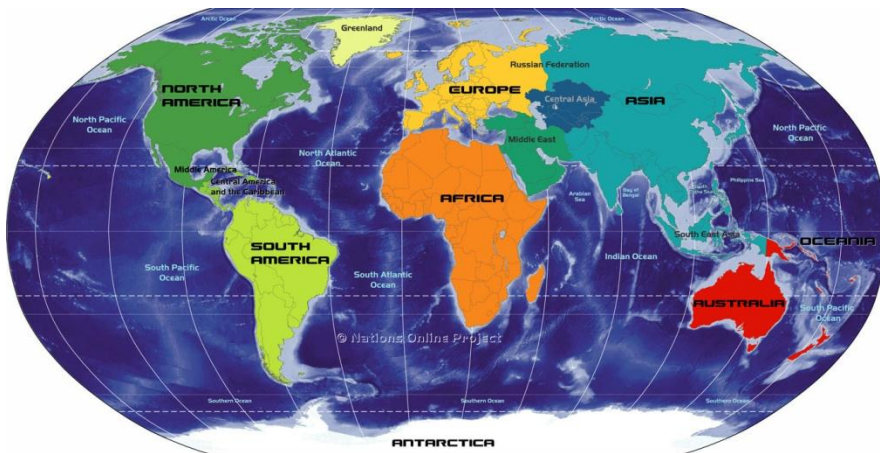 Arctic Ocean
Arctic Ocean
Greenland
Russian Federation
NORTH
AMERICA
EUROPE
Central Asia
ASIA
North Pacific
Ocean
North Pacific
Ocean
Middle East
North Atlantic
Ocean
Middle America
Central America
and the Caribbean
AFRICA
Arabian
Sea
Bay of
Bengal
Philippine Sea
South East Asia
OCEANIA
SOUTH
AMERICA
Indian Ocean
South Pacific
Ocean
South Atlantic
Ocean
AUSTRALIA
South Pacific
Ocean
© Nations Online Project
Southern Ocean
Southern Ocean
Southern Ocean
ANTARCTICA